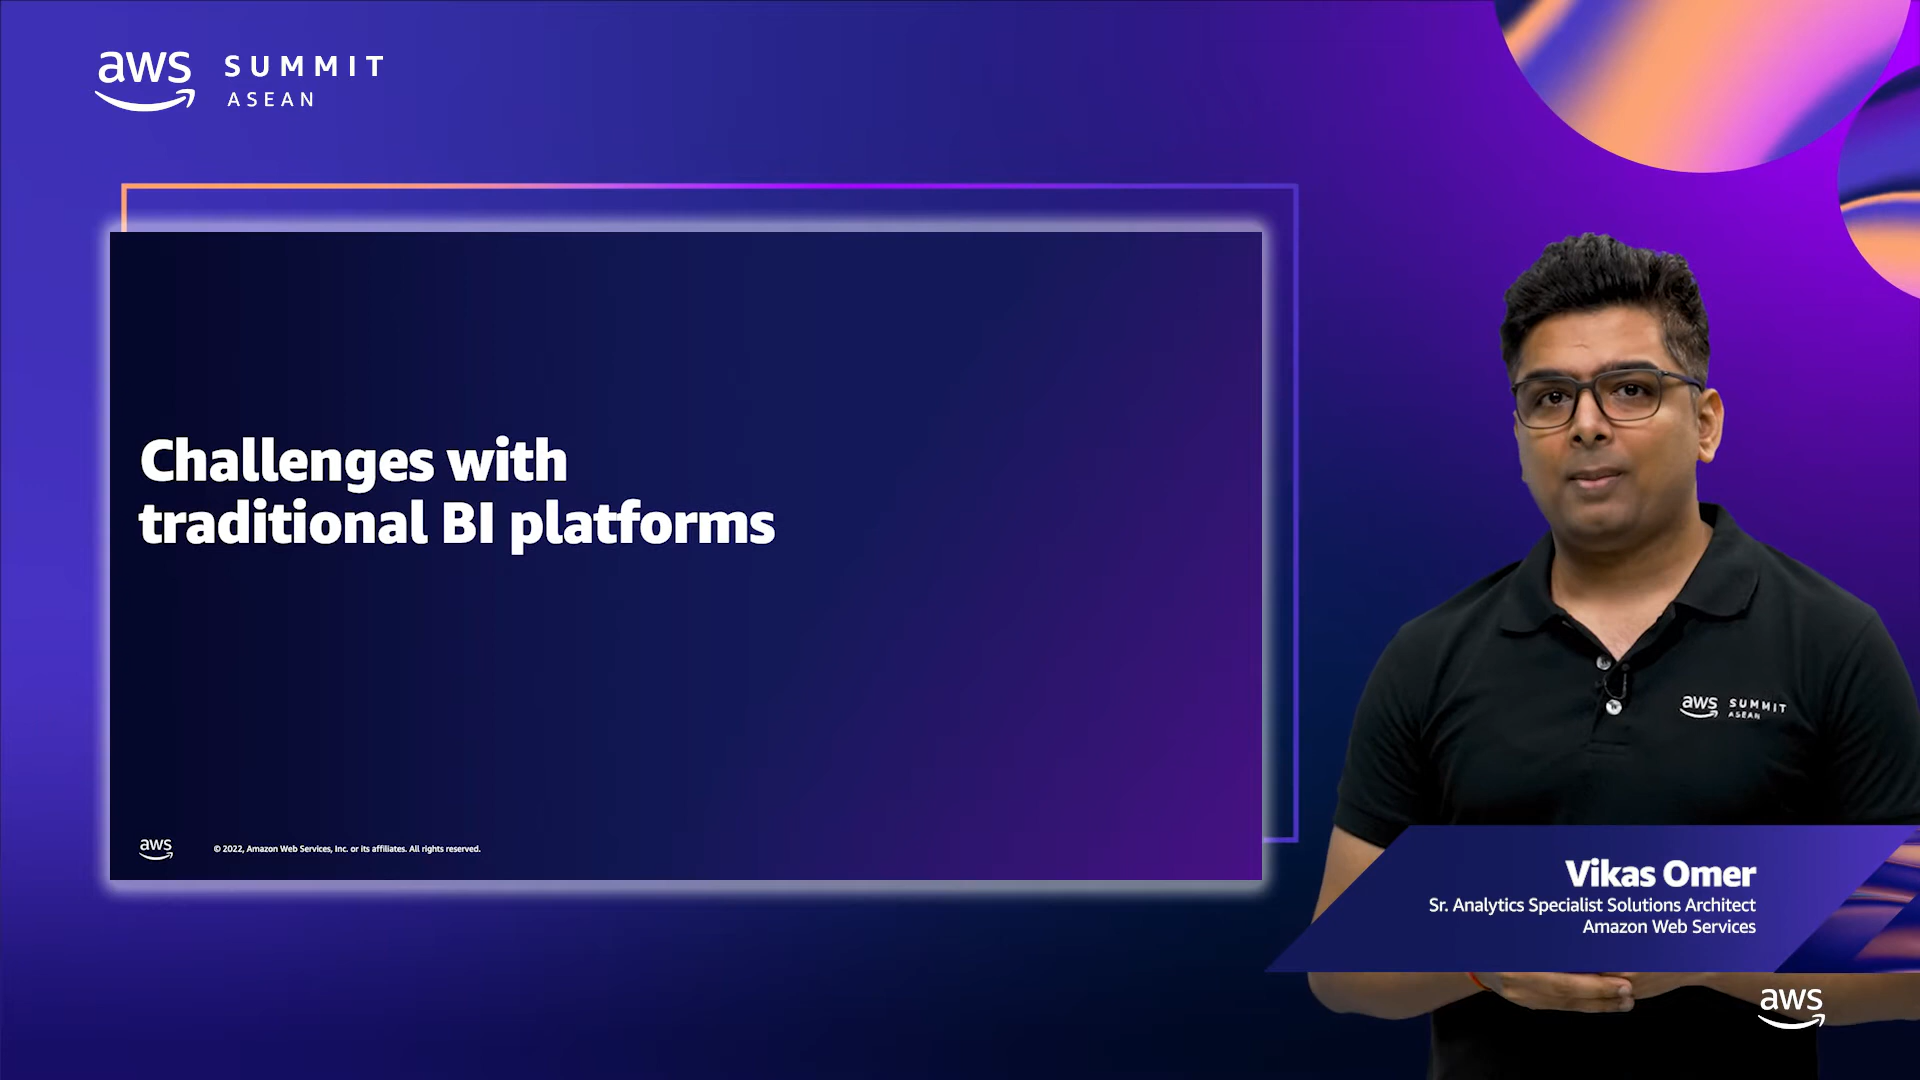 aws SUMMIT
ASEAN
Challenges with
traditional BI platforms
aws © 2022, Amazon Web Services, Inc. or its affiliates. All rights reserved.
aws SUMMIT
ASEAN
Vikas Omer
Sr. Analytics Specialist Solutions Architect
Amazon Web Services
aws